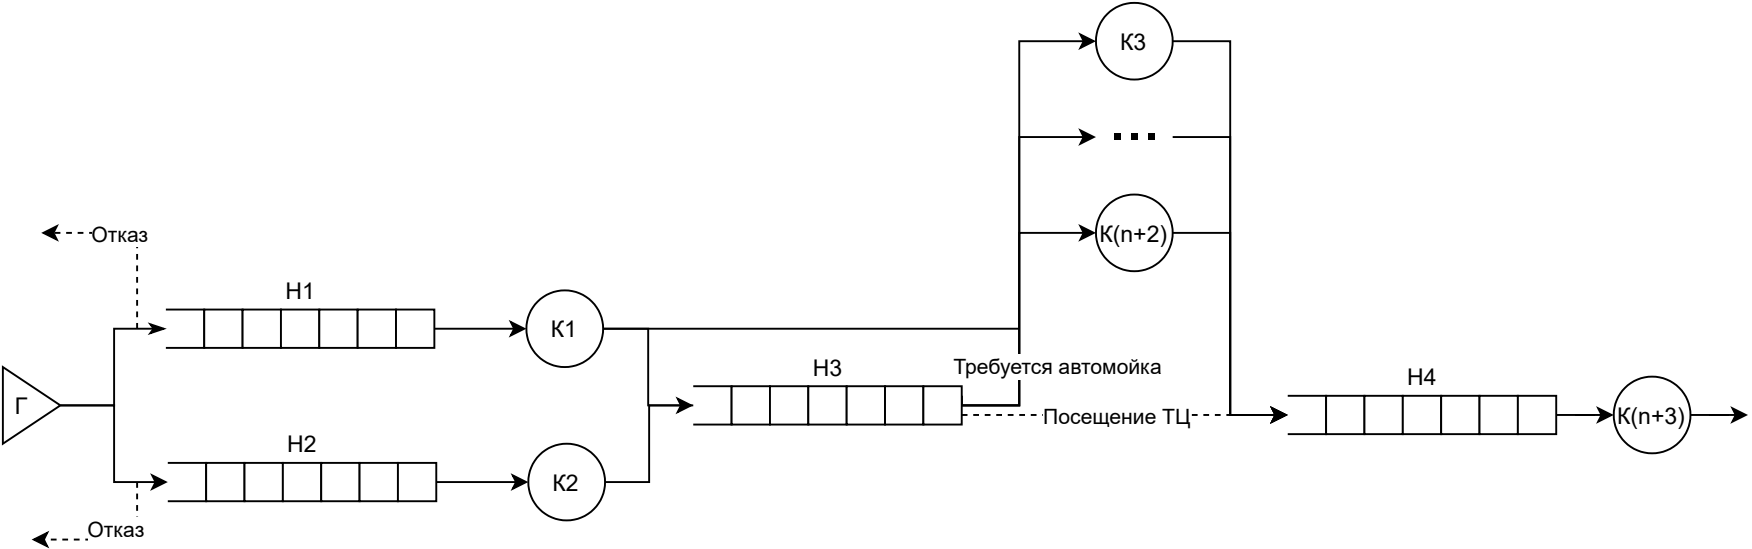 К3
К(n+2)
Отказ
Н1
К1
Требуется автомойка
Н3
Н4
Г
Посещение ТЦ
К(n+3)
Н2
К2
Отказ